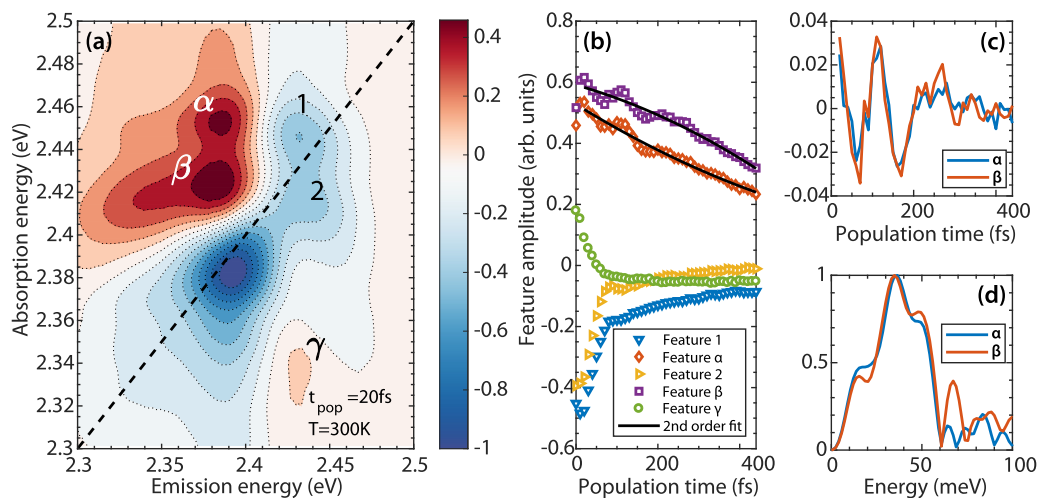 (a)
α
β
1
2
γ
t_pop =20fs
T=300K
Absorption energy (eV)
2.5
2.48
2.46
2.44
2.42
2.4
2.38
2.36
2.34
2.32
2.3
2.3
2.35
2.4
2.45
2.5
Emission energy (eV)
0.4
0.2
0
-0.2
-0.4
-0.6
-0.8
-1
(b)
Feature amplitude (arb. units)
0.8
0.6
0.4
0.2
0
-0.2
-0.4
-0.6
Feature 1
Feature α
Feature 2
Feature β
Feature γ
2nd order fit
0
200
400
Population time (fs)
(c)
0.04
0.02
0
-0.02
-0.04
α
β
0
100
200
300
400
Population time (fs)
(d)
1
0.5
0
α
β
0
50
100
Energy (meV)